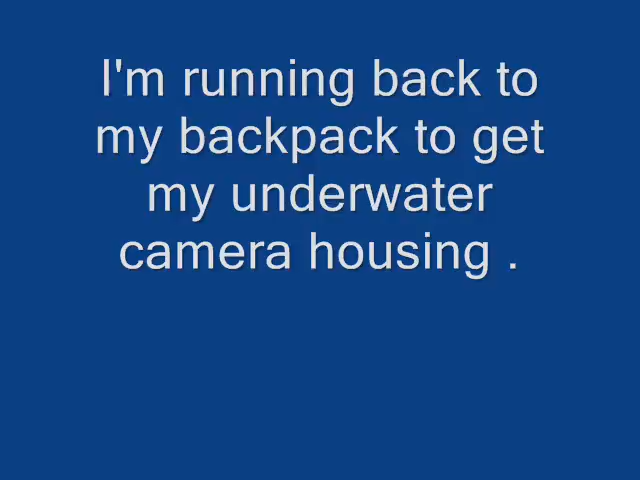 I'm running back to
my backpack to get
my underwater
camera housing .